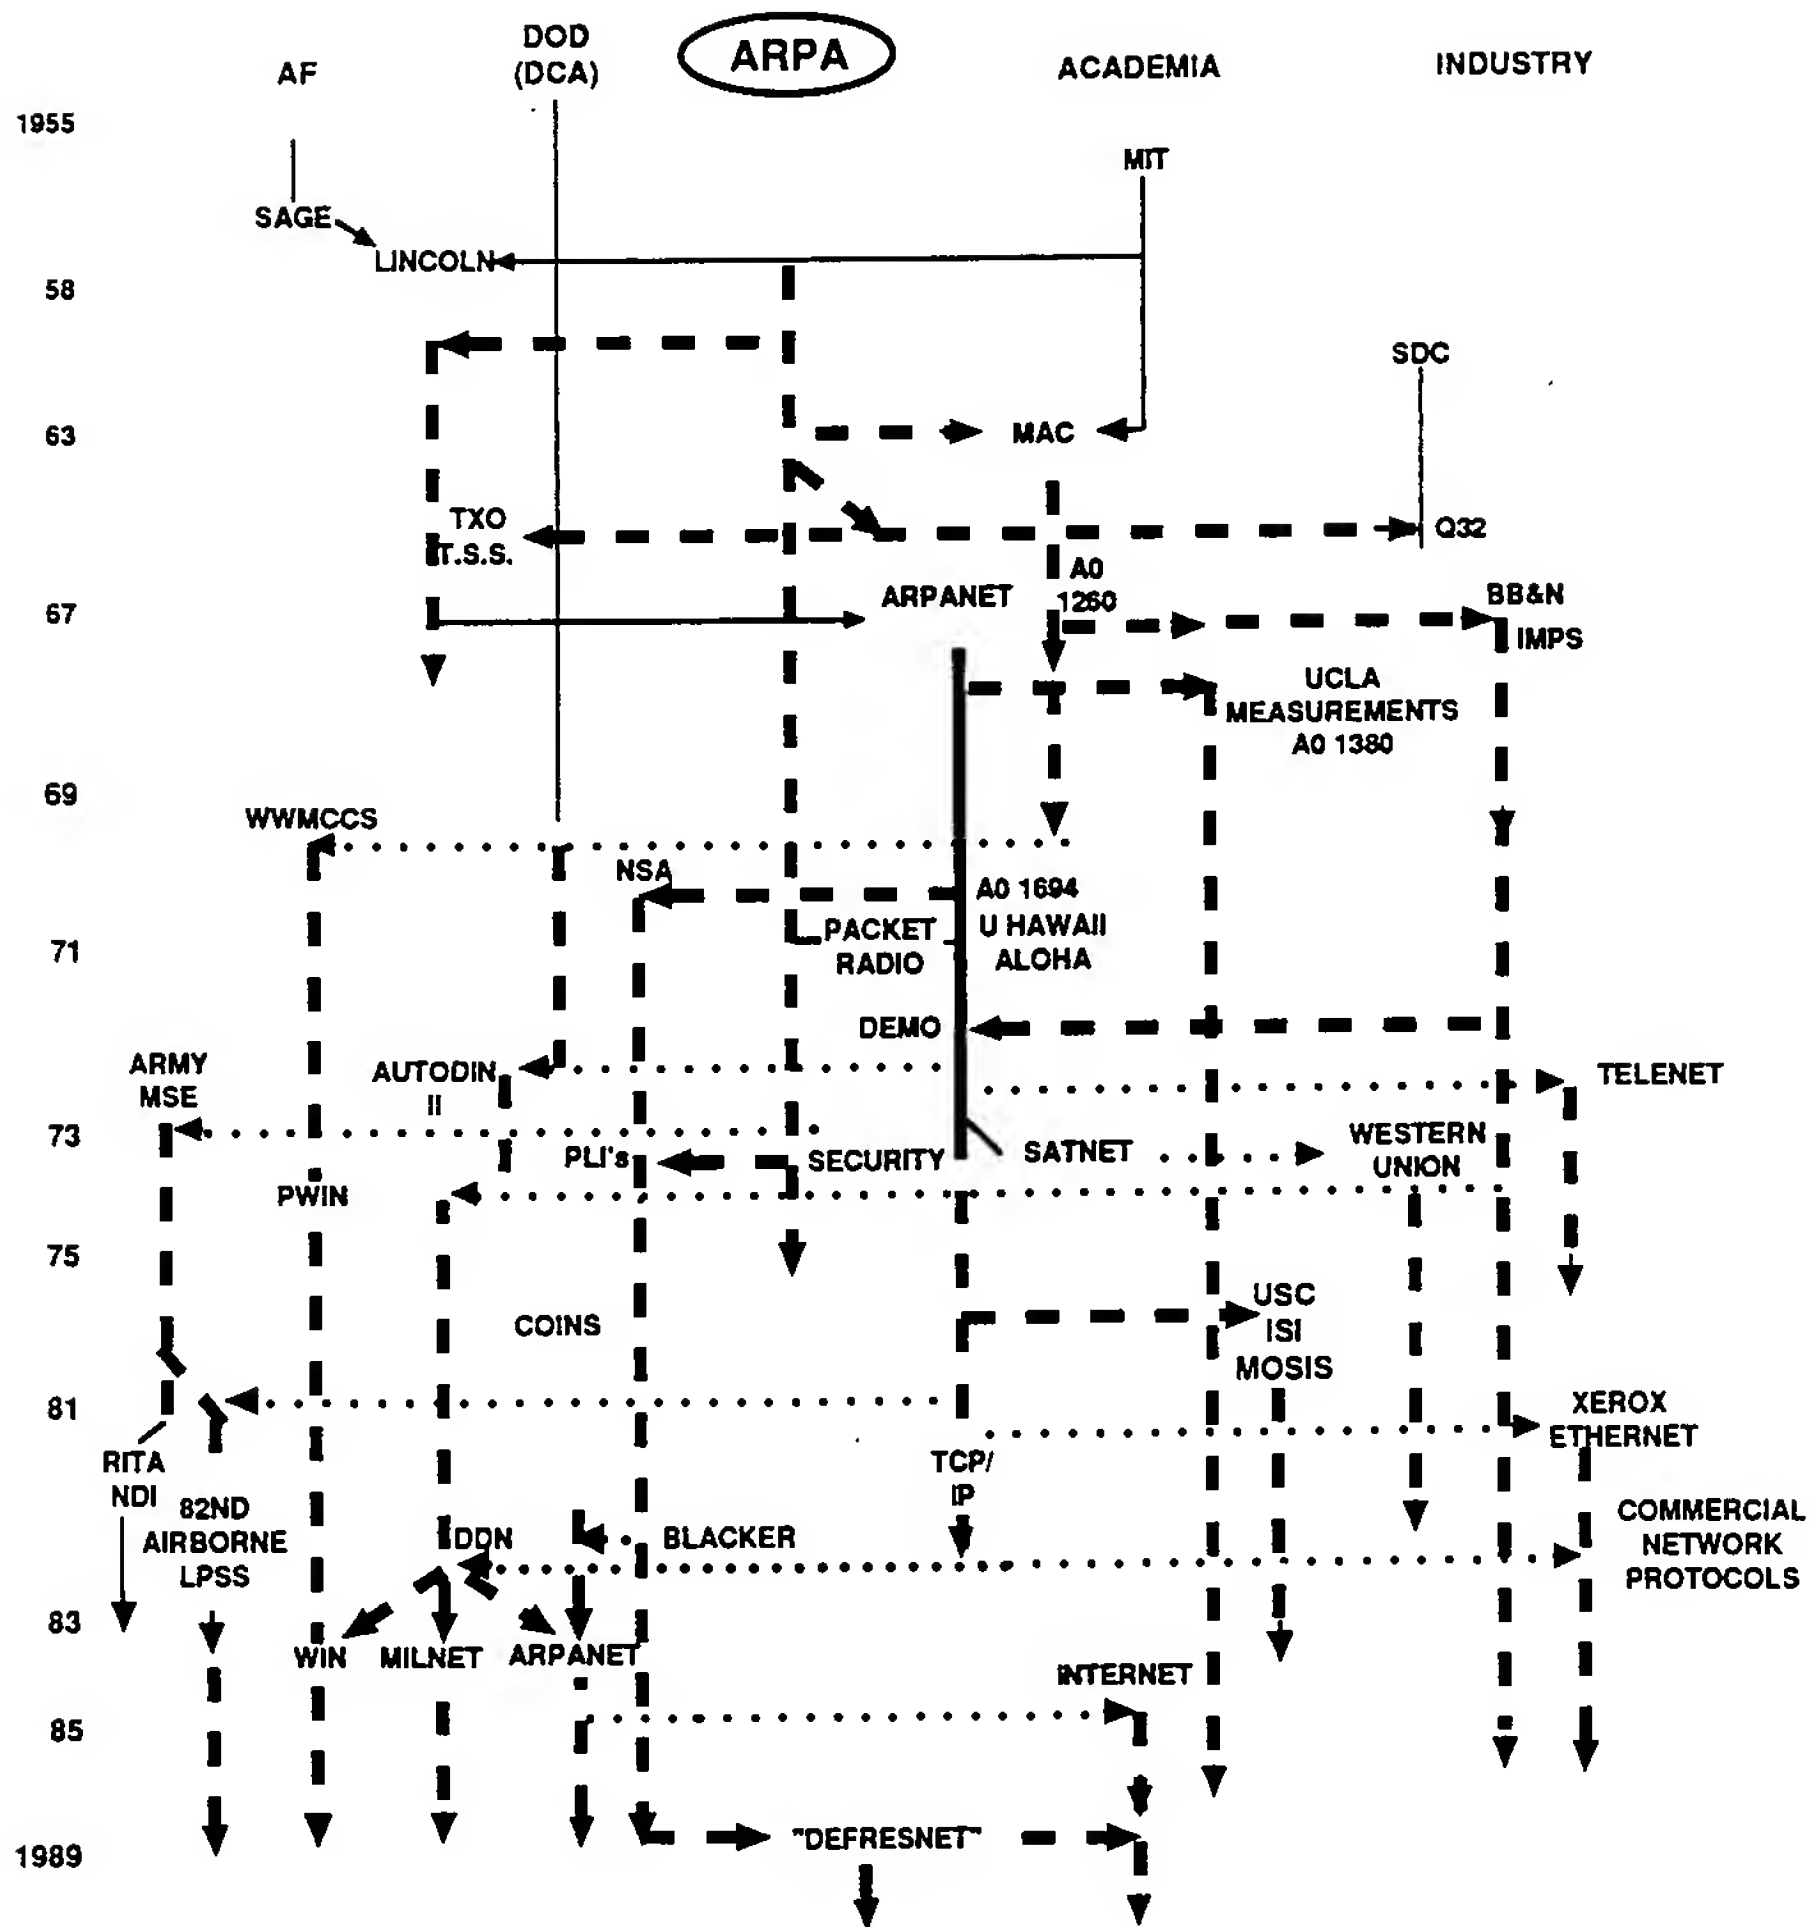 AF
DOD
(DCA)
ARPA
ACADEMIA
INDUSTRY
1955
MIT
SAGE
LINCOLN
58
SDC
63
MAC
TXO
T.S.S.
Q32
A0
1260
ARPANET
67
BB&N
IMPS
UCLA
MEASUREMENTS
A0 1380
69
WWMCCS
NSA
A0 1694
U HAWAII
ALOHA
PACKET
RADIO
71
DEMO
ARMY
MSE
AUTODIN
II
TELENET
73
PLI's
SECURITY
SATNET
WESTERN
UNION
PWIN
75
USC
ISI
MOSIS
COINS
81
XEROX
ETHERNET
RITA
NDI
82ND
AIRBORNE
LPSS
TCP/
IP
DDN
BLACKER
COMMERCIAL
NETWORK
PROTOCOLS
83
WIN
MILNET
ARPANET
INTERNET
85
"DEFRESNET"
1989